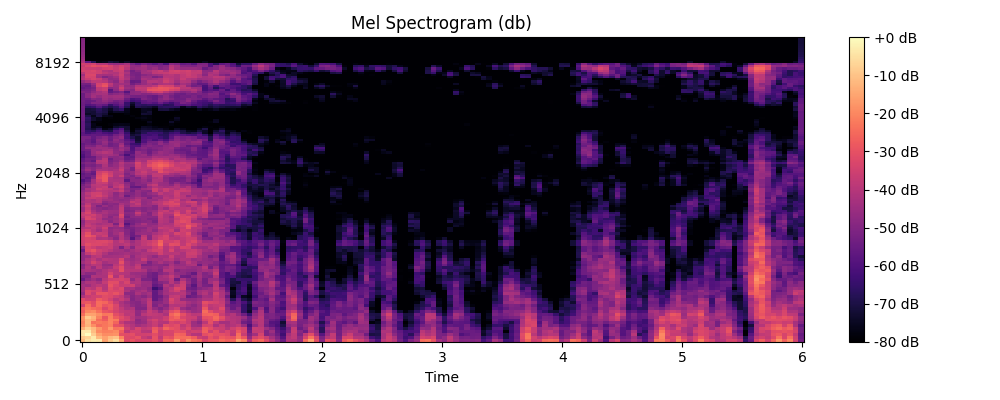 Mel Spectrogram (db)
Hz
8192
4096
2048
1024
512
0
0 1 2 3 4 5 6
Time
+0 dB
-10 dB
-20 dB
-30 dB
-40 dB
-50 dB
-60 dB
-70 dB
-80 dB